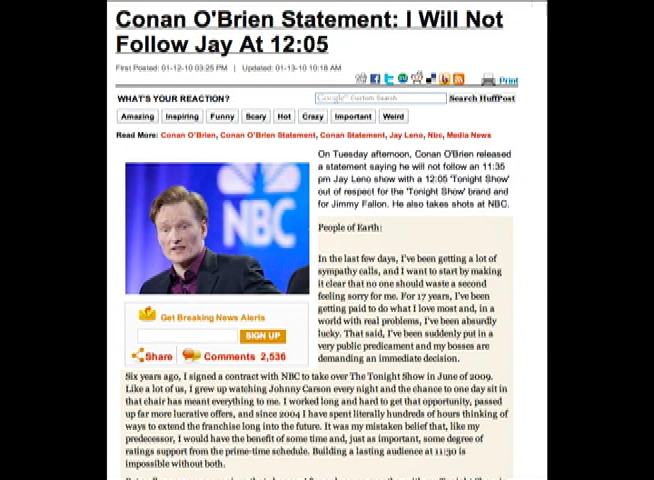 Conan O'Brien Statement: I Will Not
Follow Jay At 12:05
First Posted: 01-12-10 03:25 PM | Updated: 01-13-10 10:18 AM
Print
WHAT'S YOUR REACTION?
Google Custom Search
Search HuffPost
Amazing Inspiring Funny Scary Hot Crazy Important Weird
Read More: Conan O'Brien, Conan O'Brien Statement, Conan Statement, Jay Leno, Nbc, Media News
On Tuesday afternoon, Conan O'Brien released
a statement saying he will not follow an 11:35
pm Jay Leno show with a 12:05 'Tonight Show'
out of respect for the 'Tonight Show' brand and
for Jimmy Fallon. He also takes shots at NBC.
NBC
People of Earth:
In the last few days, I've been getting a lot of
sympathy calls, and I want to start by making
it clear that no one should waste a second
feeling sorry for me. For 17 years, I've been
getting paid to do what I love most and, in a
world with real problems, I've been absurdly
lucky. That said, I've been suddenly put in a
very public predicament and my bosses are
demanding an immediate decision.
Get Breaking News Alerts
SIGN UP
Share
Comments 2,536
Six years ago, I signed a contract with NBC to take over The Tonight Show in June of 2009.
Like a lot of us, I grew up watching Johnny Carson every night and the chance to one day sit in
that chair has meant everything to me. I worked long and hard to get that opportunity, passed
up far more lucrative offers, and since 2004 I have spent literally hundreds of hours thinking of
ways to extend the franchise long into the future. It was my mistaken belief that, like my
predecessor, I would have the benefit of some time and, just as important, some degree of
ratings support from the prime-time schedule. Building a lasting audience at 11:30 is
impossible without both.